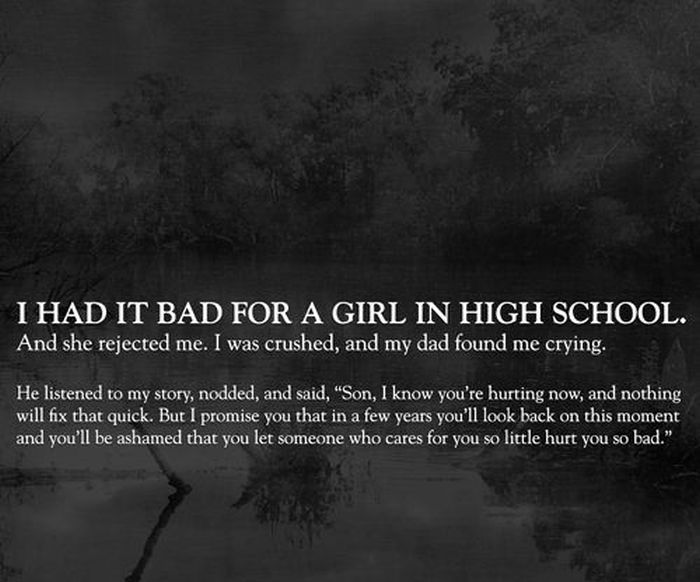 I HAD IT BAD FOR A GIRL IN HIGH SCHOOL.
And she rejected me. I was crushed, and my dad found me crying.
He listened to my story, nodded, and said, “Son, I know you’re hurting now, and nothing
will fix that quick. But I promise you that in a few years you’ll look back on this moment
and you’ll be ashamed that you let someone who cares for you so little hurt you so bad.”